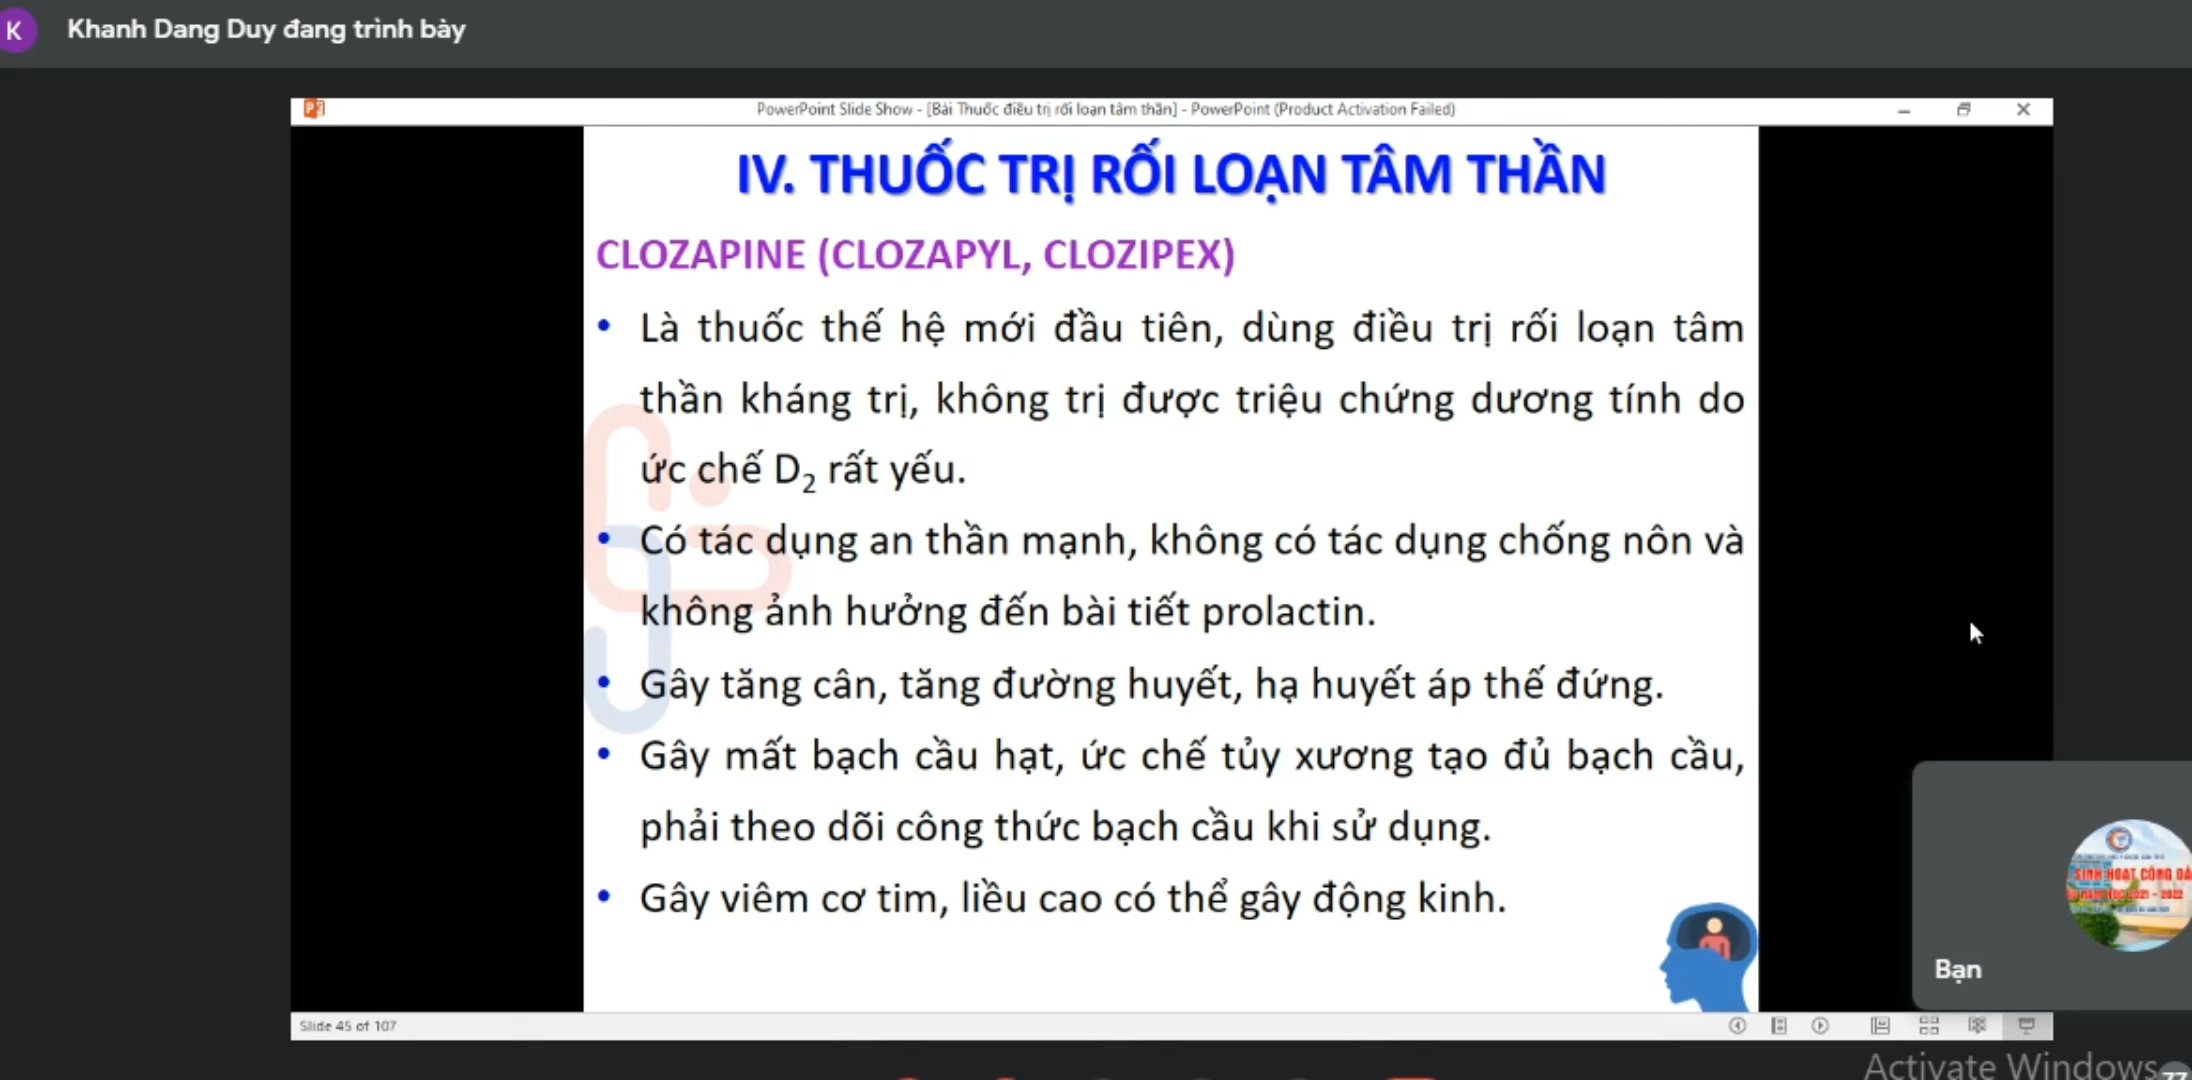 K
Khanh Dang Duy đang trình bày
PowerPoint Slide Show - [Bài Thuốc điều trị rối loạn tâm thần] - PowerPoint (Product Activation Failed)
IV. THUỐC TRỊ RỐI LOẠN TÂM THẦN
CLOZAPINE (CLOZAPYL, CLOZIPEX)
• Là thuốc thế hệ mới đầu tiên, dùng điều trị rối loạn tâm
thần kháng trị, không trị được triệu chứng dương tính do
ức chế D₂ rất yếu.
• Có tác dụng an thần mạnh, không có tác dụng chống nôn và
không ảnh hưởng đến bài tiết prolactin.
• Gây tăng cân, tăng đường huyết, hạ huyết áp thế đứng.
• Gây mất bạch cầu hạt, ức chế tủy xương tạo đủ bạch cầu,
phải theo dõi công thức bạch cầu khi sử dụng.
• Gây viêm cơ tim, liều cao có thể gây động kinh.
SINH HOẠT CÔNG DÂ
2021 - 2022
Bạn
Slide 45 of 107
Activate Windows